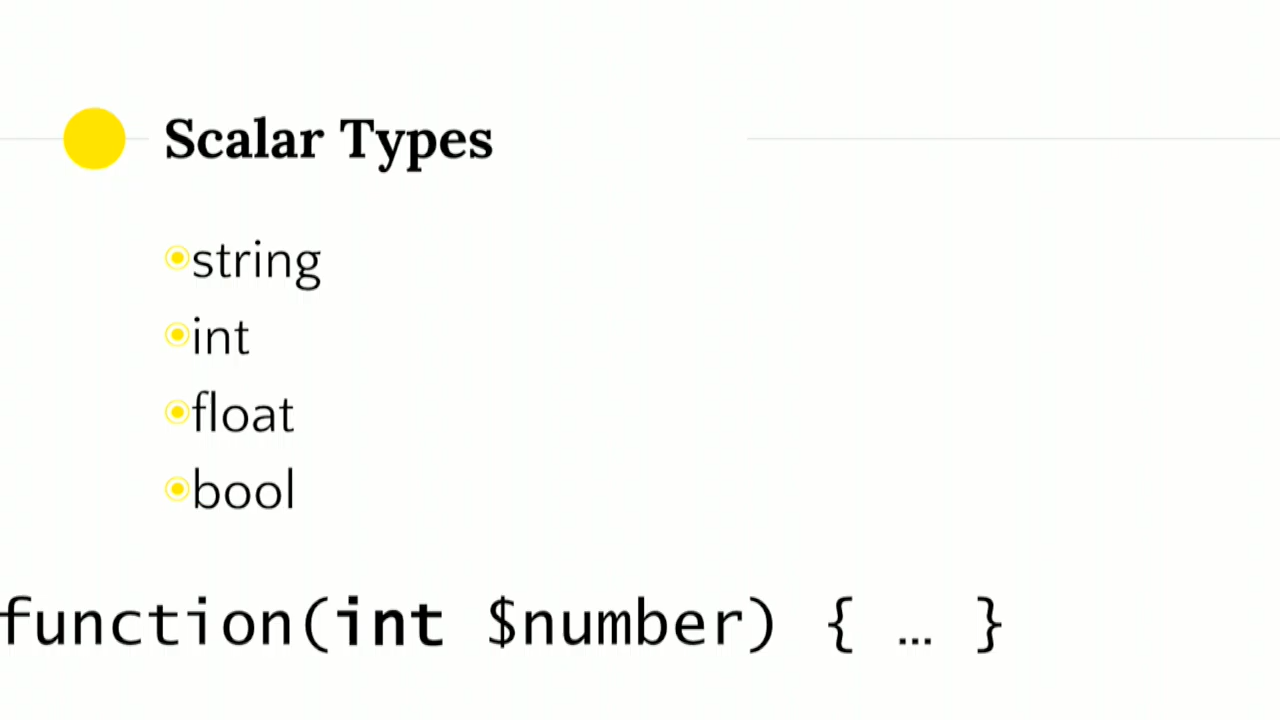 Scalar Types
string
int
float
bool
function(int $number) { … }